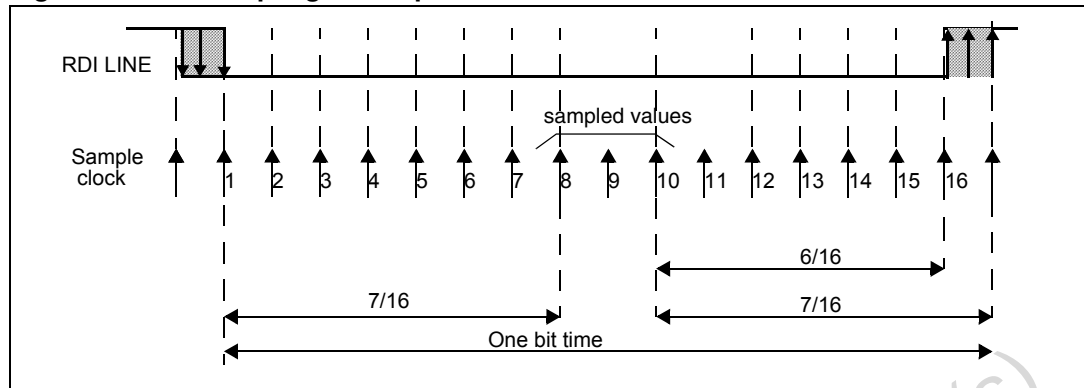 RDI LINE
sampled values
Sample
clock
1 2 3 4 5 6 7 8 9 10 11 12 13 14 15 16
6/16
7/16
7/16
One bit time